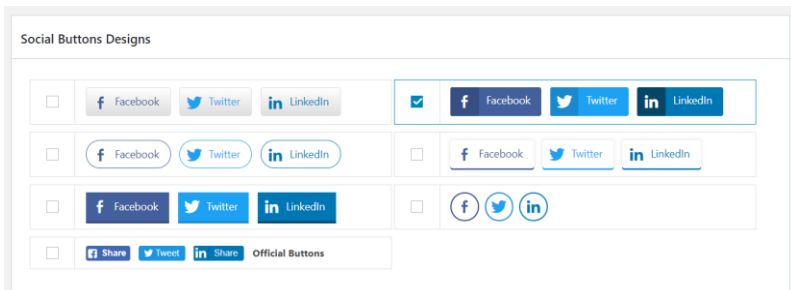 Social Buttons Designs
Facebook Twitter LinkedIn
Facebook Twitter LinkedIn
Facebook Twitter LinkedIn
Facebook Twitter LinkedIn
Facebook Twitter LinkedIn
Share Tweet Share Official Buttons